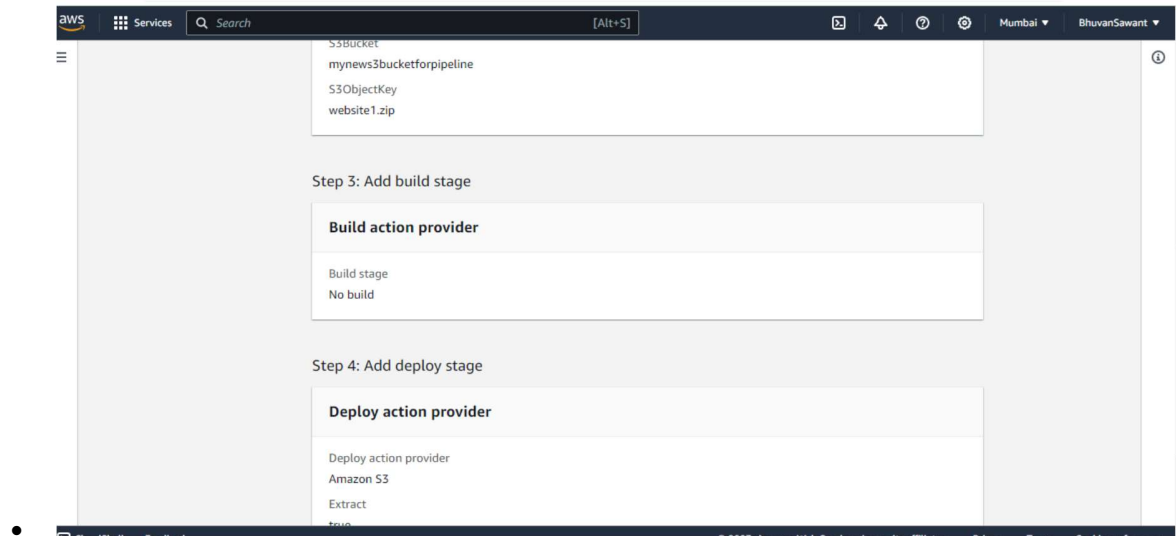 aws Services Search [Alt+S] Mumbai BhuvanSawant
S3Bucket
mynews3bucketforpipeline
S3ObjectKey
website1.zip
Step 3: Add build stage
Build action provider
Build stage
No build
Step 4: Add deploy stage
Deploy action provider
Deploy action provider
Amazon S3
Extract
true